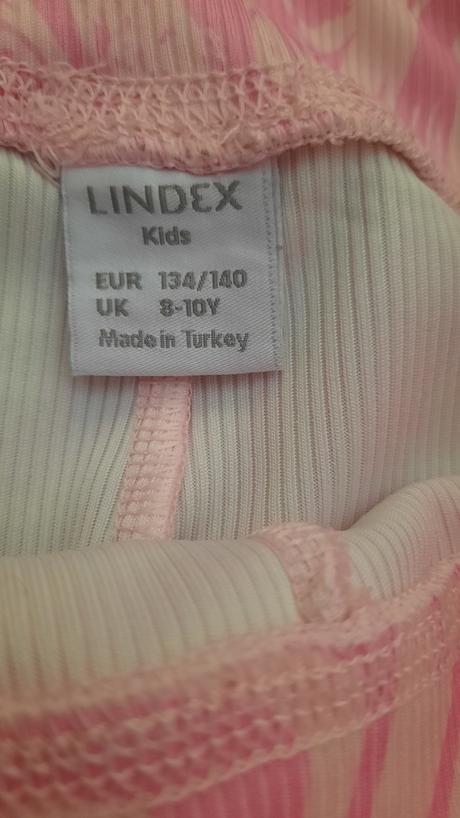 LINDEX
Kids
EUR 134/140
UK 8-10Y
Made in Turkey